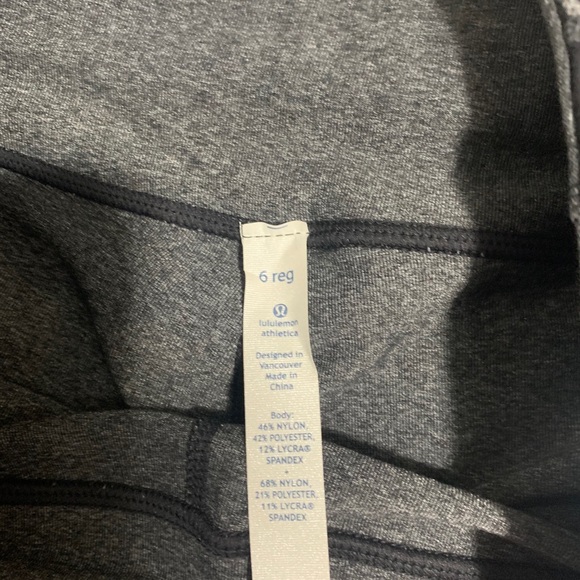 6 reg
lululemon
athletica
Designed in
Vancouver
Made in
China
Body:
46% NYLON,
42% POLYESTER,
12% LYCRA®
SPANDEX
•
68% NYLON,
21% POLYESTER,
11% LYCRA®
SPANDEX